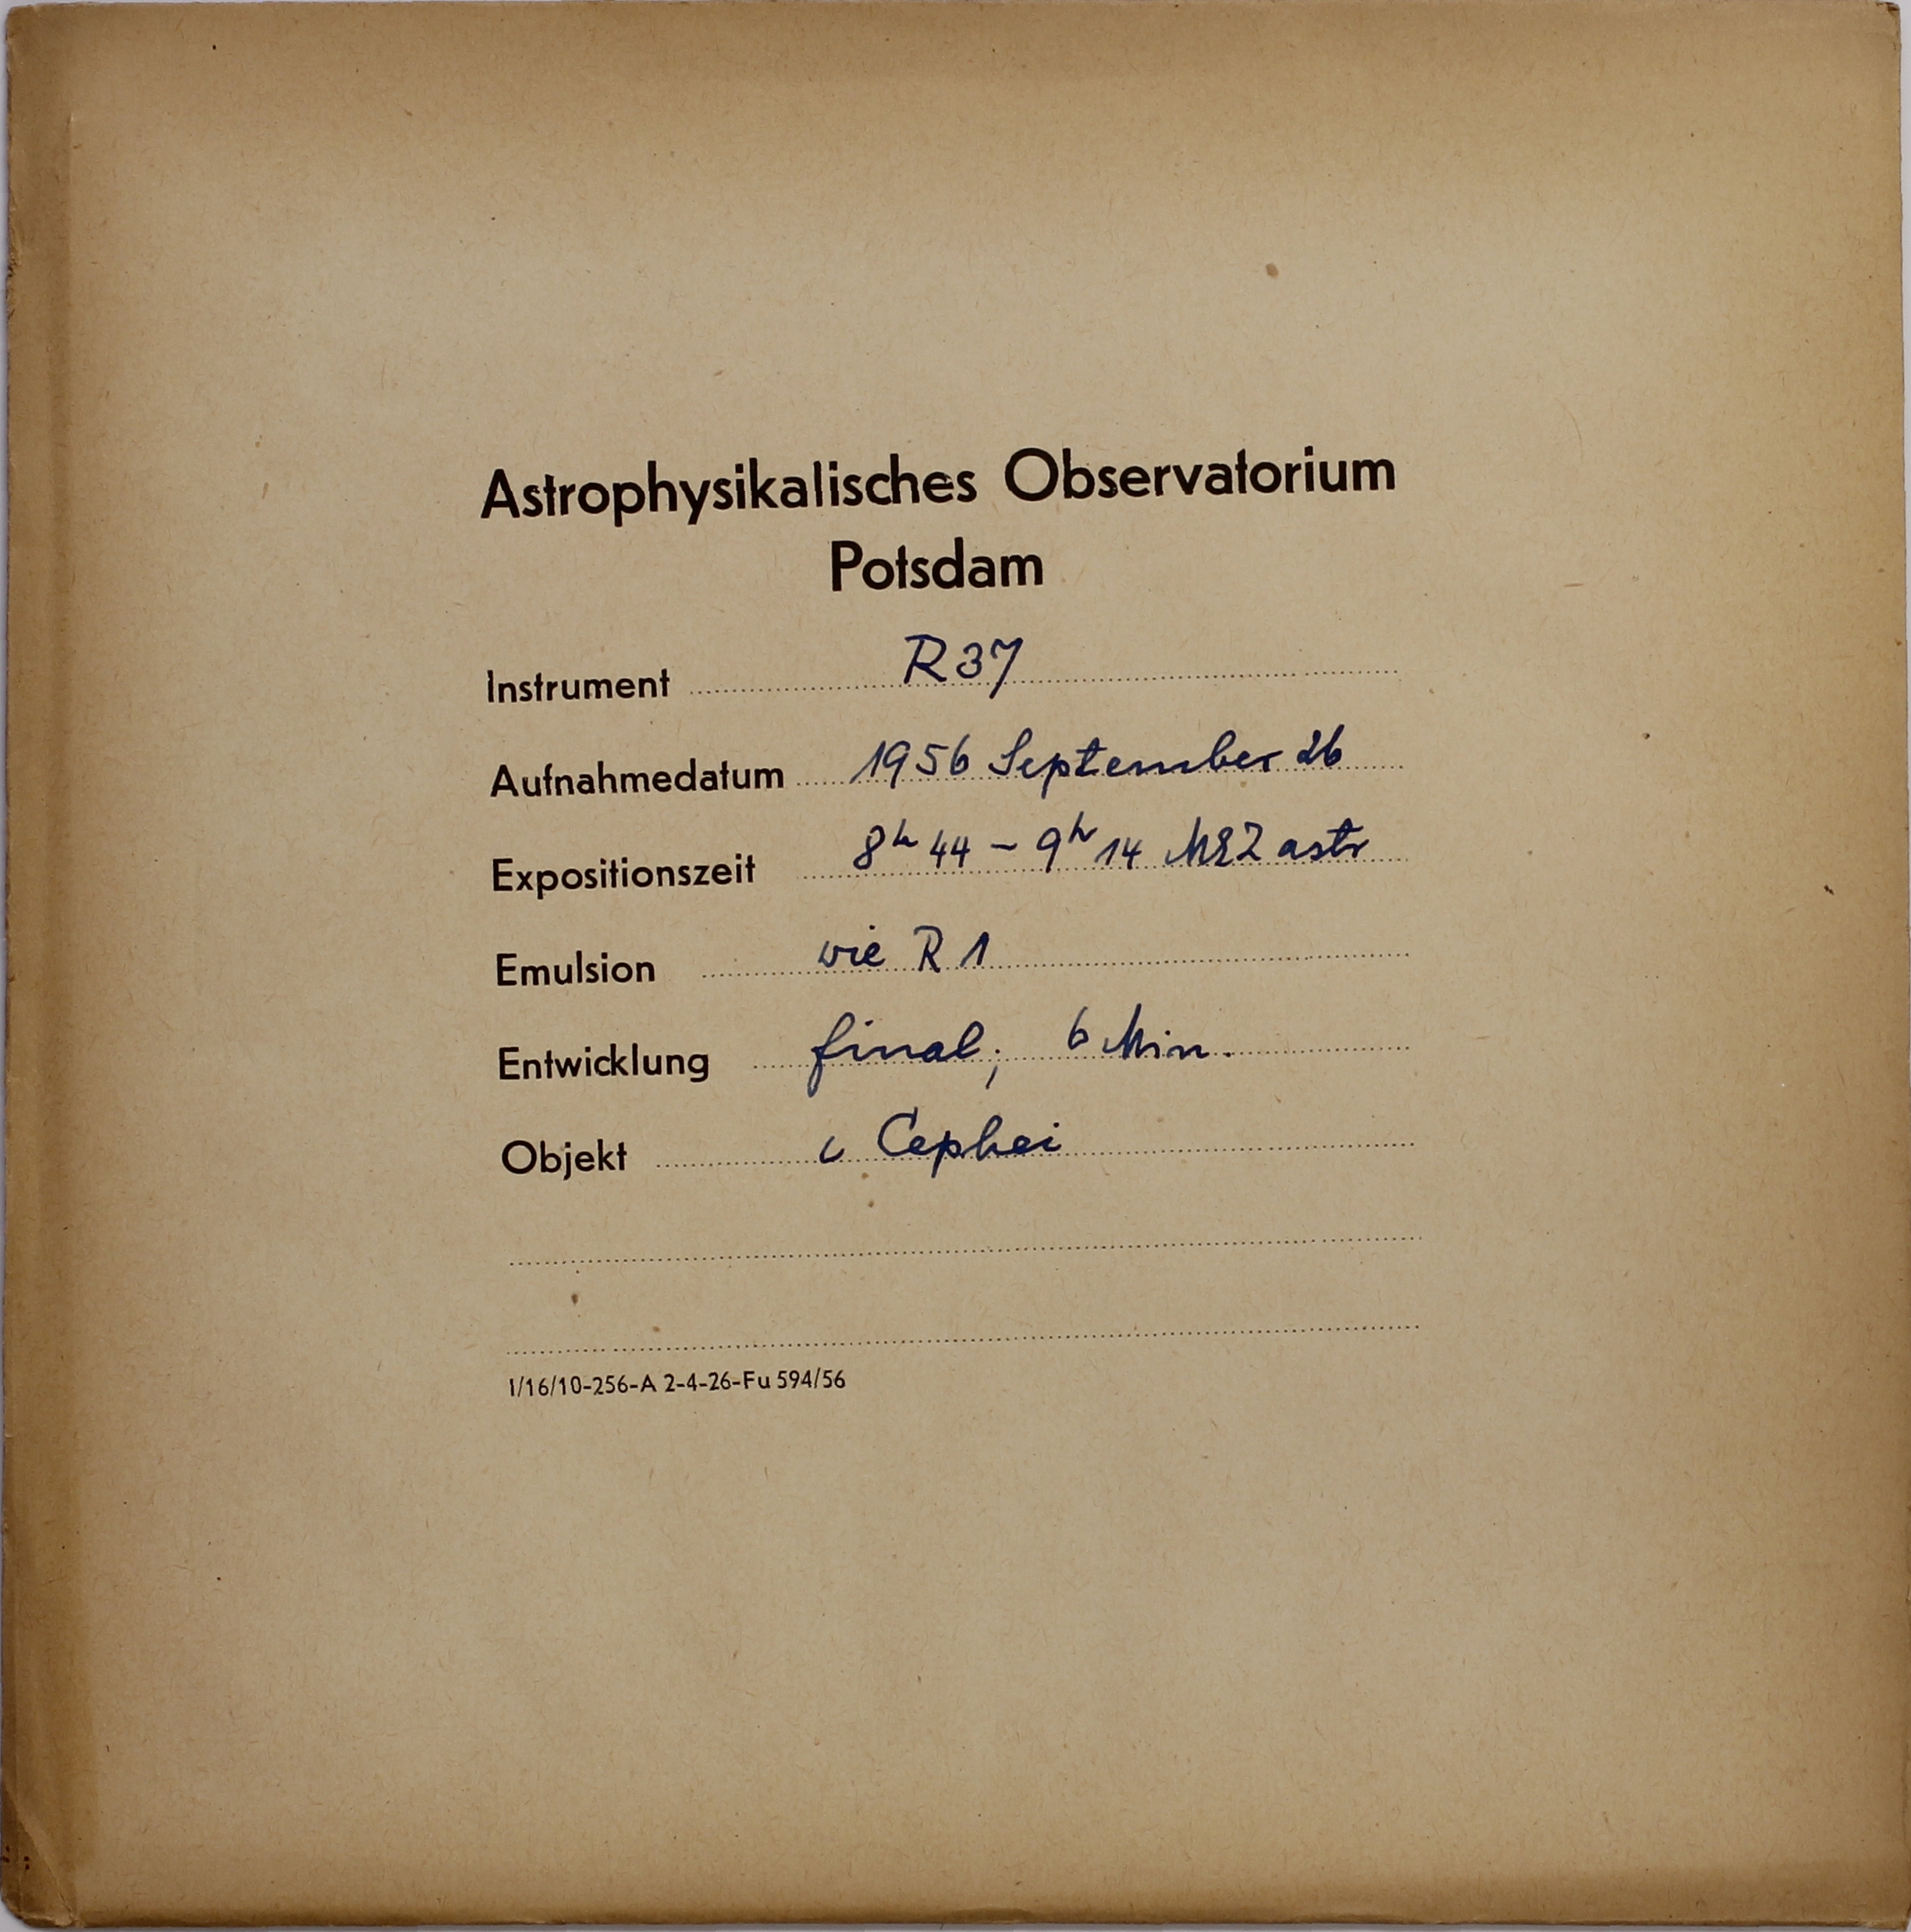 Astrophysikalisches Observatorium
Potsdam
Instrument R37
Aufnahmedatum 1956 September 26
Expositionszeit 8h 44 – 9h 14 MEZ astr
Emulsion wie R 1
Entwicklung final; 6 Min.
Objekt ι Cephei
I/16/10-256-A 2-4-26-Fu 594/56